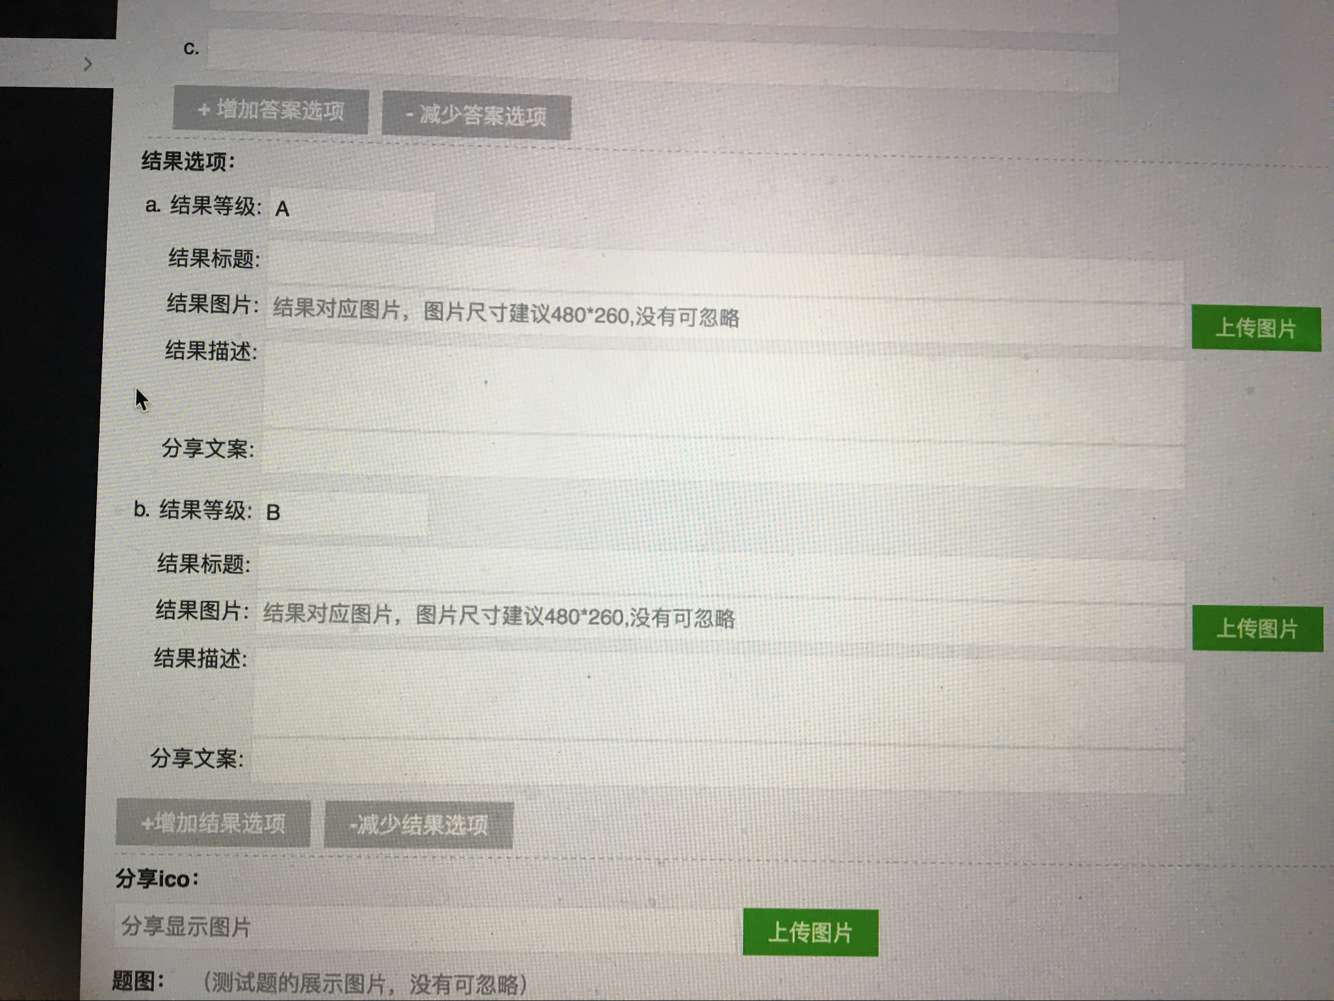 c.
+ 增加答案选项 - 减少答案选项
结果选项:
a. 结果等级: A
结果标题:
结果图片: 结果对应图片，图片尺寸建议480*260,没有可忽略 上传图片
结果描述:
分享文案:
b. 结果等级: B
结果标题:
结果图片: 结果对应图片，图片尺寸建议480*260,没有可忽略 上传图片
结果描述:
分享文案:
+增加结果选项 -减少结果选项
分享ico:
分享显示图片 上传图片
题图: （测试题的展示图片，没有可忽略）